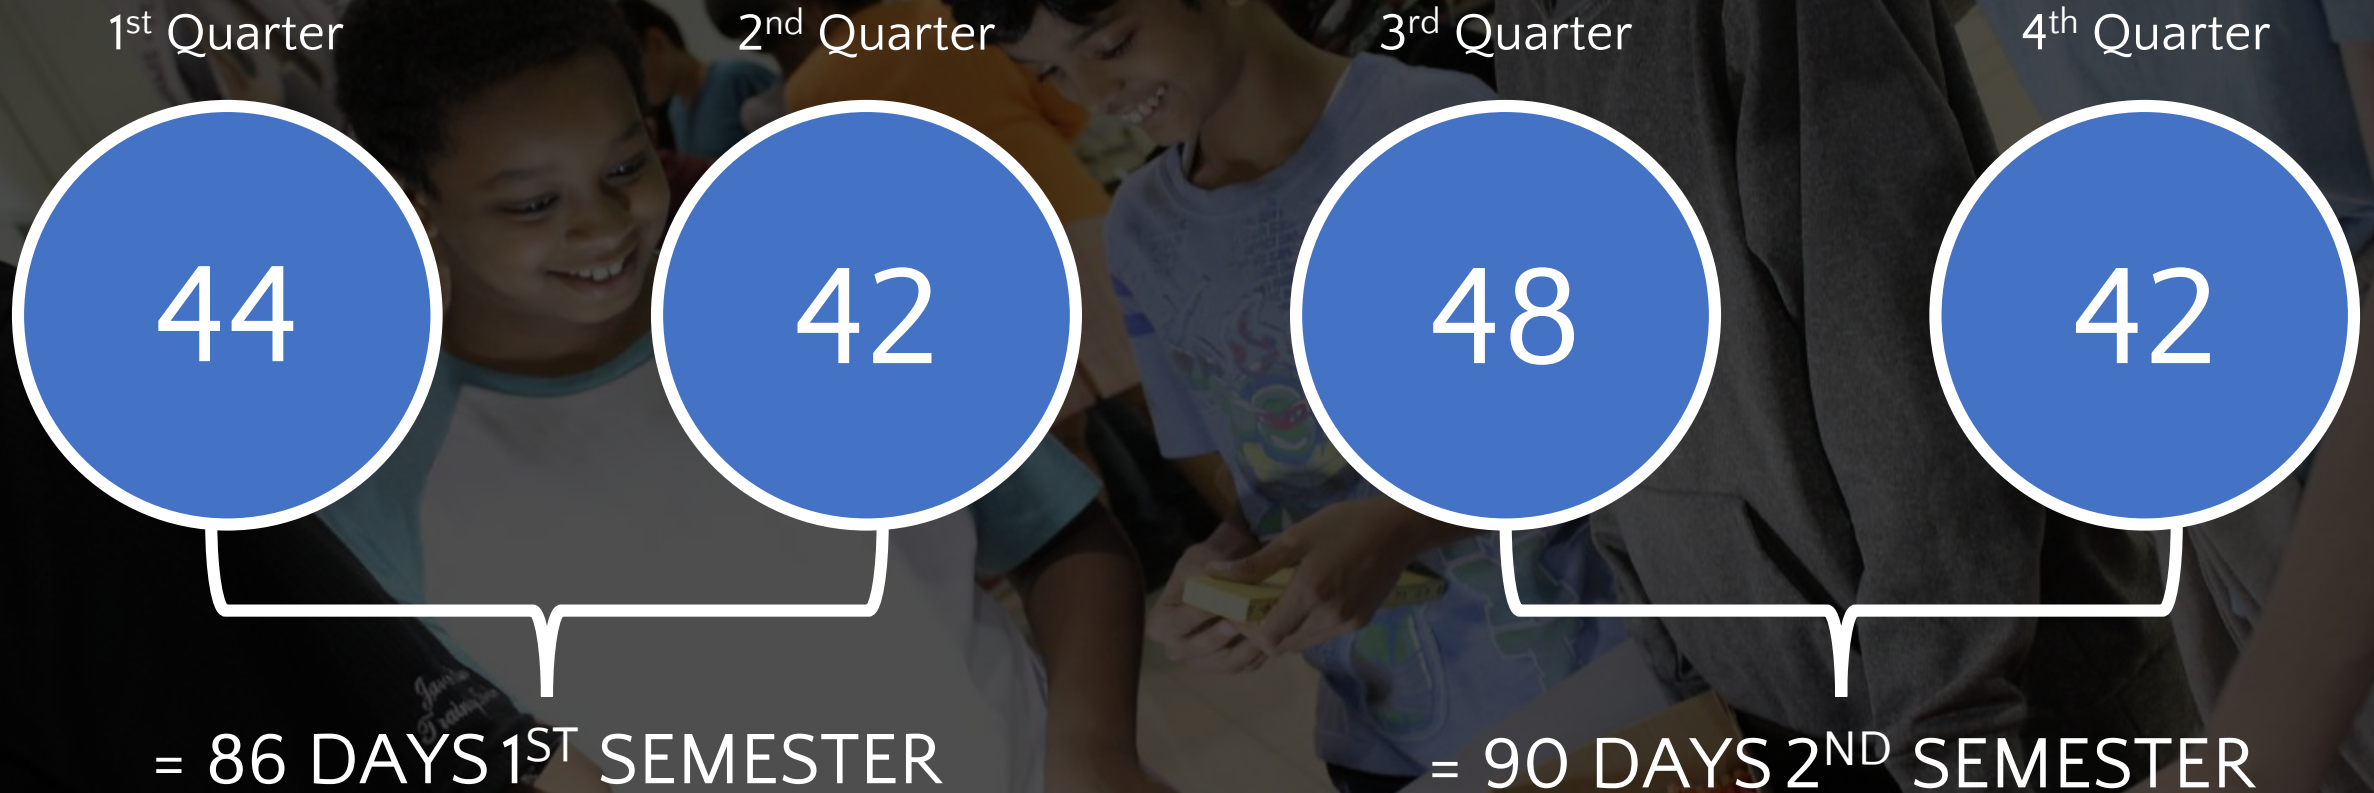 1st Quarter
2nd Quarter
3rd Quarter
4th Quarter
44
42
48
42
= 86 DAYS 1ST SEMESTER
= 90 DAYS 2ND SEMESTER